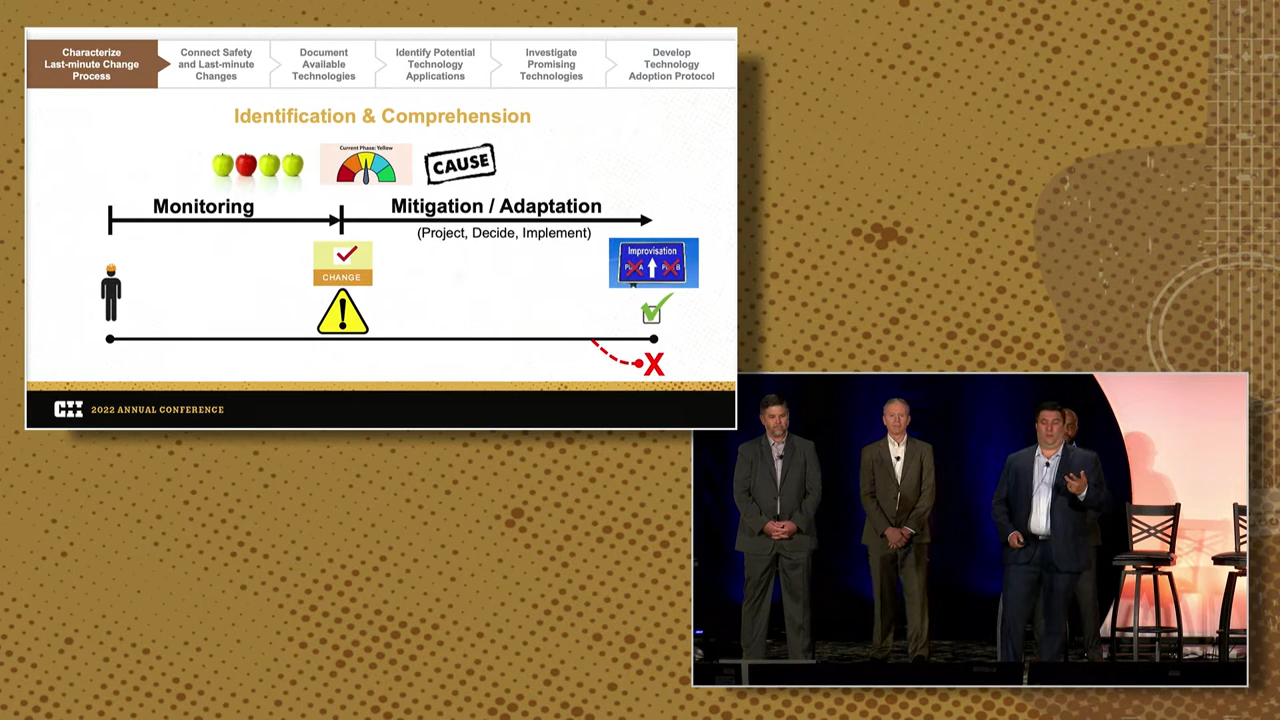 Characterize
Last-minute Change
Process
Connect Safety
and Last-minute
Changes
Document
Available
Technologies
Identify Potential
Technology
Applications
Investigate
Promising
Technologies
Develop
Technology
Adoption Protocol
Identification & Comprehension
Current Phase: Yellow
CAUSE
Monitoring
Mitigation / Adaptation
(Project, Decide, Implement)
CHANGE
Improvisation
X
CII 2022 ANNUAL CONFERENCE